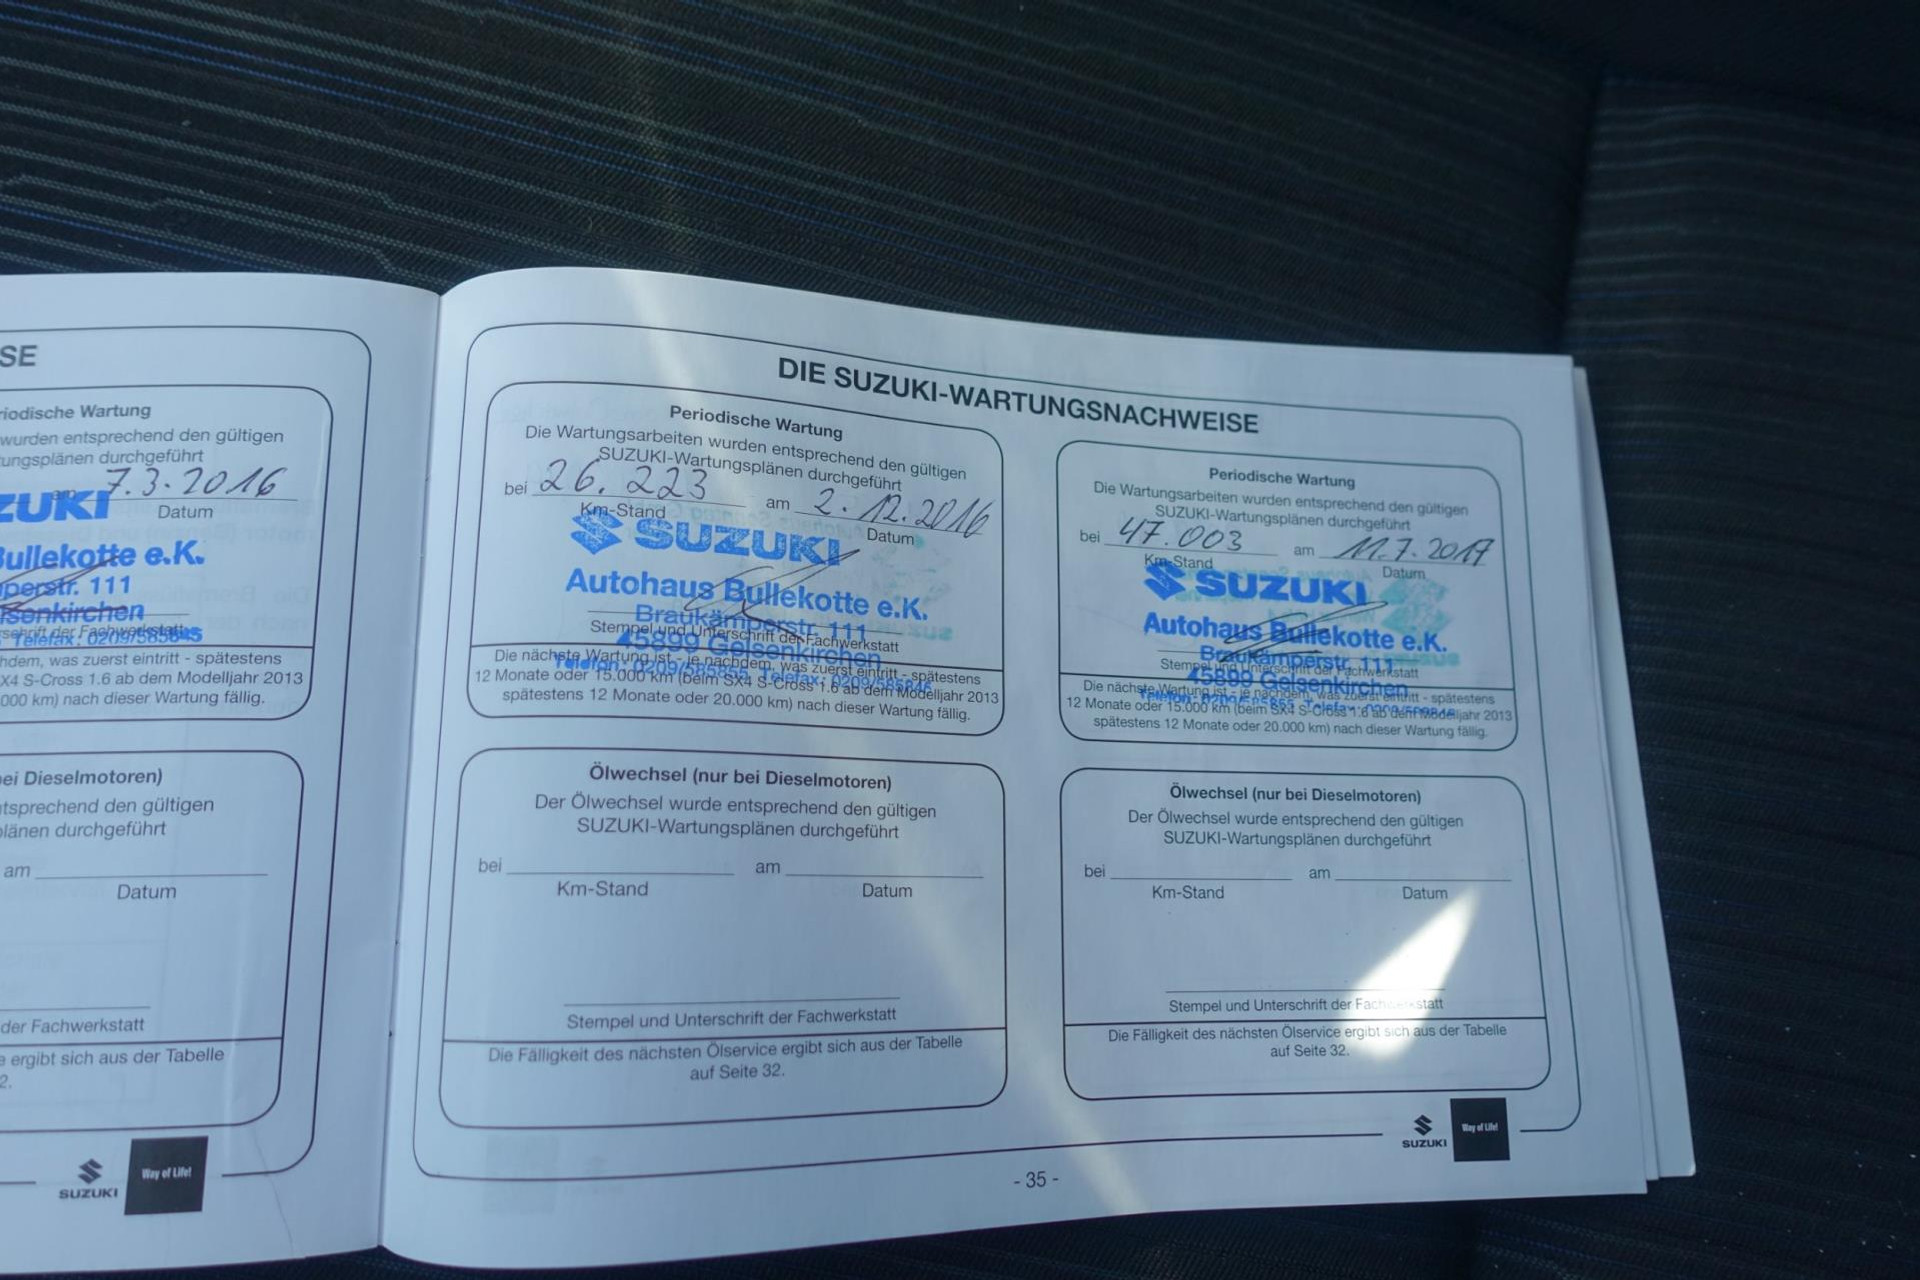 SE
riodische Wartung
wurden entsprechend den gültigen
ungsplänen durchgeführt
am 7.3.2016
Datum
ZUKI
Bullekotte e.K.
perstr. 111
lsenkirchen
schrift der Fachwerkstatt
Telefax: 0209/585845
hdem, was zuerst eintritt - spätestens
X4 S-Cross 1.6 ab dem Modelljahr 2013
000 km) nach dieser Wartung fällig.
ei Dieselmotoren)
tsprechend den gültigen
länen durchgeführt
am
Datum
der Fachwerkstatt
e ergibt sich aus der Tabelle
2.
SUZUKI
Way of Life!
DIE SUZUKI-WARTUNGSNACHWEISE
Periodische Wartung
Die Wartungsarbeiten wurden entsprechend den gültigen
SUZUKI-Wartungsplänen durchgeführt
bei 26.223 am 2.12.2016
Km-Stand Datum
SUZUKI
Autohaus Bullekotte e.K.
Braukämperstr. 111
Stempel und Unterschrift der Fachwerkstatt
45899 Gelsenkirchen
Die nächste Wartung ist - je nachdem, was zuerst eintritt - spätestens
Telefon: 0209/585855 Telefax: 0209/585845
12 Monate oder 15.000 km (beim SX4 S-Cross 1.6 ab dem Modelljahr 2013
spätestens 12 Monate oder 20.000 km) nach dieser Wartung fällig.
Ölwechsel (nur bei Dieselmotoren)
Der Ölwechsel wurde entsprechend den gültigen
SUZUKI-Wartungsplänen durchgeführt
bei am
Km-Stand Datum
Stempel und Unterschrift der Fachwerkstatt
Die Fälligkeit des nächsten Ölservice ergibt sich aus der Tabelle
auf Seite 32.
Periodische Wartung
Die Wartungsarbeiten wurden entsprechend den gültigen
SUZUKI-Wartungsplänen durchgeführt
bei 47.003 am 11.7.2017
Km-Stand Datum
SUZUKI
Autohaus Bullekotte e.K.
Braukämperstr. 111
Stempel und Unterschrift der Fachwerkstatt
45899 Gelsenkirchen
Die nächste Wartung ist - je nachdem, was zuerst eintritt - spätestens
12 Monate oder 15.000 km (beim SX4 S-Cross 1.6 ab dem Modelljahr 2013
spätestens 12 Monate oder 20.000 km) nach dieser Wartung fällig.
Ölwechsel (nur bei Dieselmotoren)
Der Ölwechsel wurde entsprechend den gültigen
SUZUKI-Wartungsplänen durchgeführt
bei am
Km-Stand Datum
Stempel und Unterschrift der Fachwerkstatt
Die Fälligkeit des nächsten Ölservice ergibt sich aus der Tabelle
auf Seite 32.
SUZUKI
Way of Life!
- 35 -